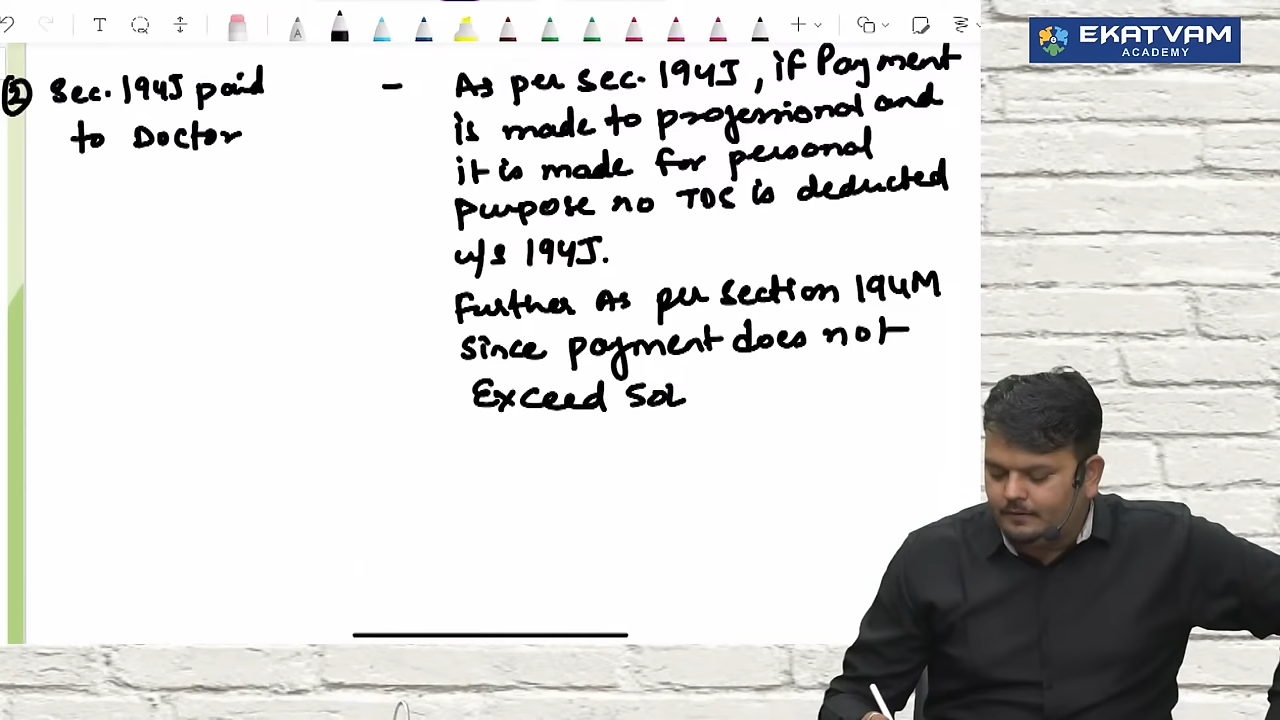 EKATVAM
ACADEMY
② Sec. 194J paid
to Doctor
- As per sec. 194J, if Payment
is made to professional and
it is made for personal
purpose no TDS is deducted
u/s 194J.
Further As per section 194M
since payment does not
Exceed 50L